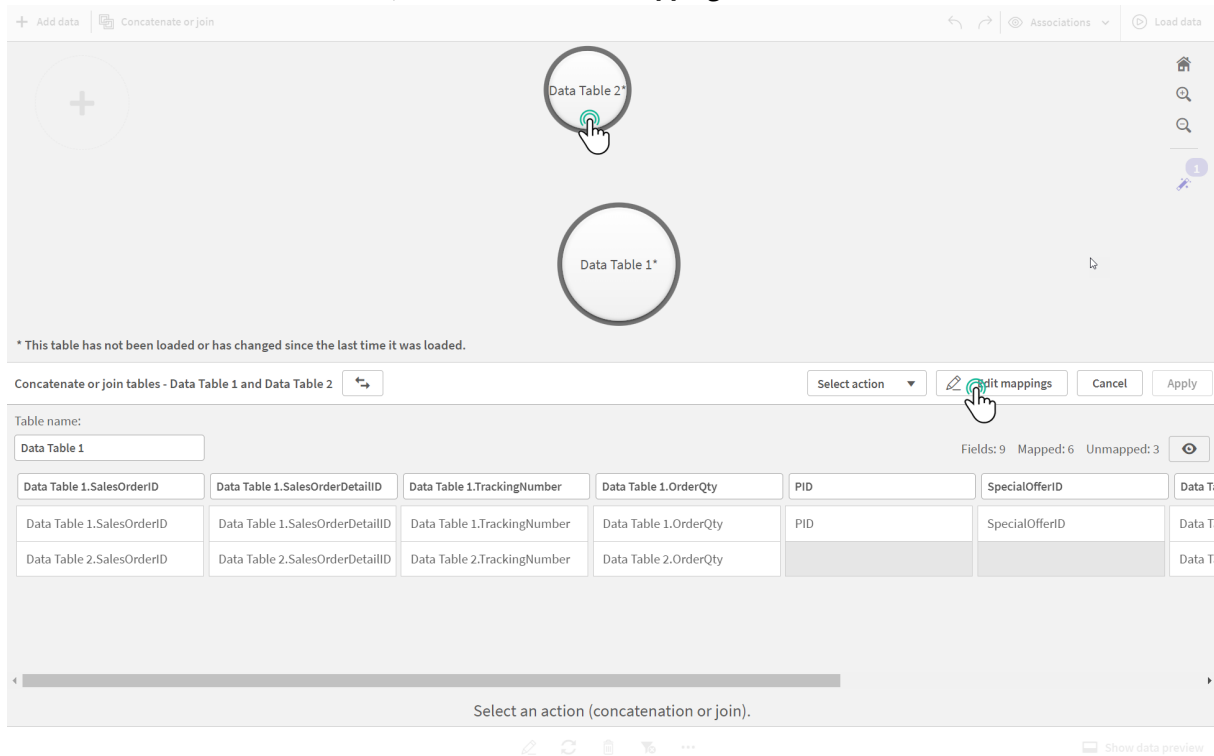 + Add data Concatenate or join Associations Load data
Data Table 2*
1
Data Table 1*
* This table has not been loaded or has changed since the last time it was loaded.
Concatenate or join tables - Data Table 1 and Data Table 2 Select action Edit mappings Cancel Apply
Table name:
Data Table 1 Fields: 9 Mapped: 6 Unmapped: 3
Data Table 1.SalesOrderID Data Table 1.SalesOrderDetailID Data Table 1.TrackingNumber Data Table 1.OrderQty PID SpecialOfferID Data T
Data Table 1.SalesOrderID Data Table 1.SalesOrderDetailID Data Table 1.TrackingNumber Data Table 1.OrderQty PID SpecialOfferID Data T
Data Table 2.SalesOrderID Data Table 2.SalesOrderDetailID Data Table 2.TrackingNumber Data Table 2.OrderQty Data T
Select an action (concatenation or join).
Show data preview